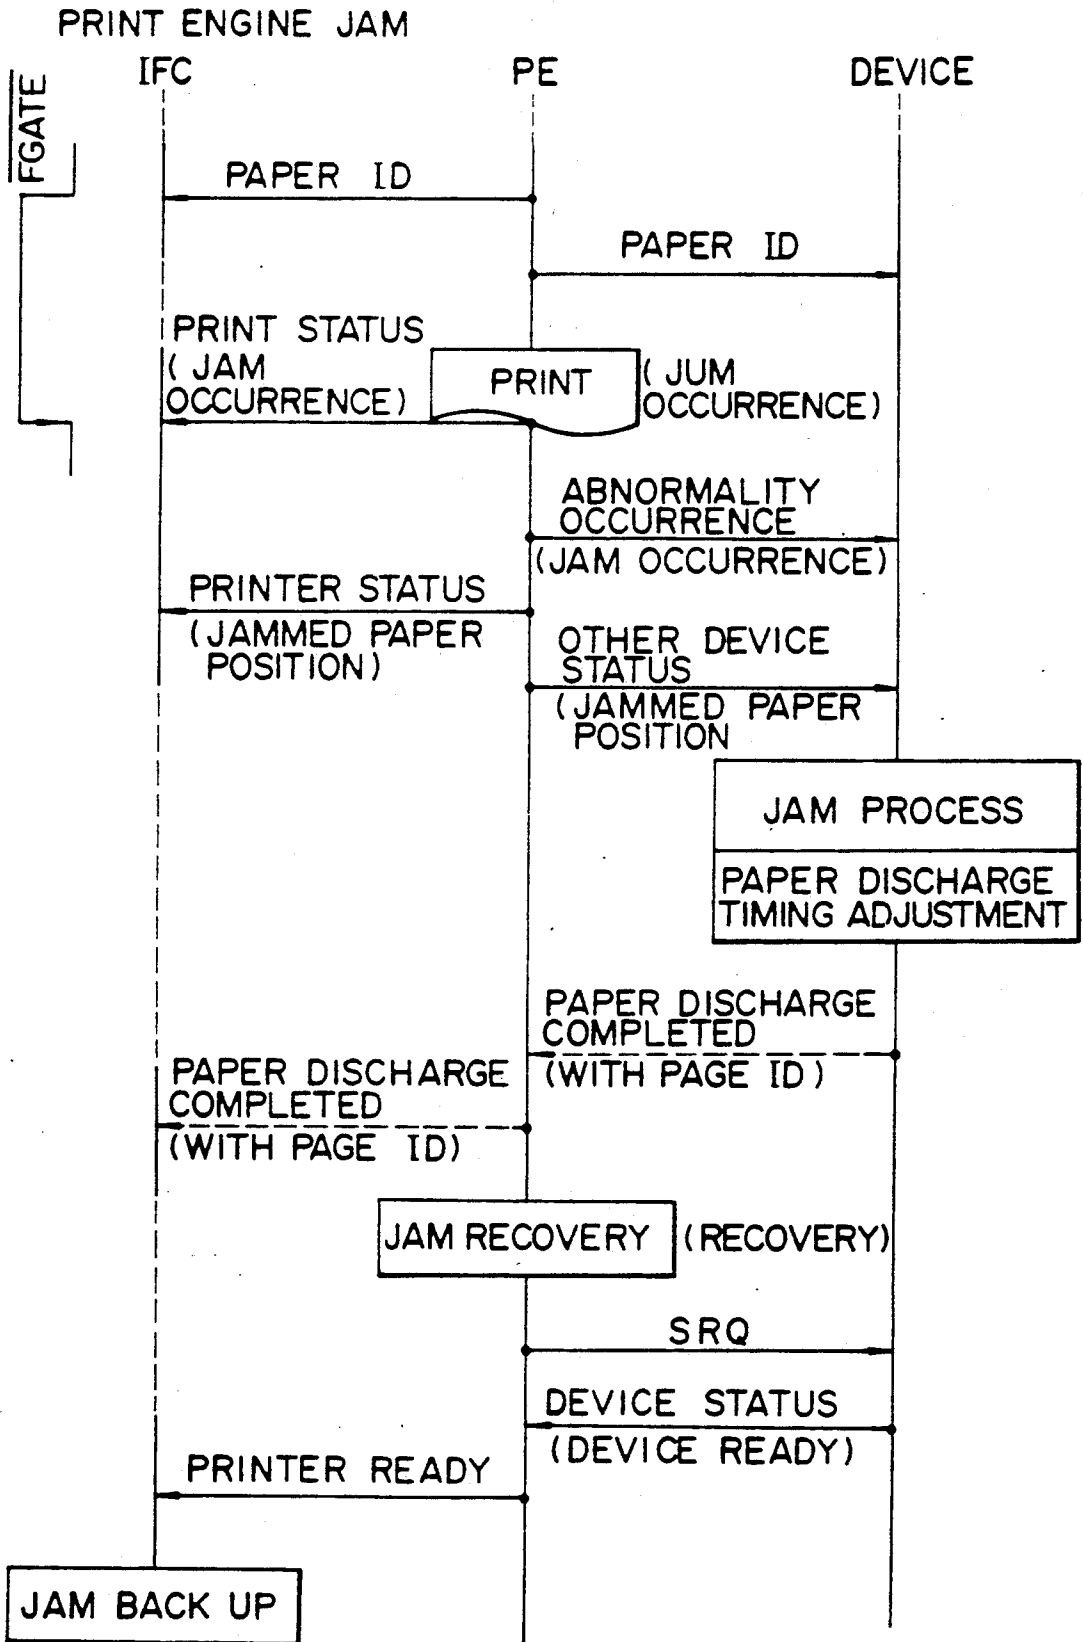 PRINT ENGINE JAM
IFC PE DEVICE
FGATE
PAPER ID
PAPER ID
PRINT STATUS
(JAM
OCCURRENCE)
PRINT
(JUM
OCCURRENCE)
ABNORMALITY
OCCURRENCE
(JAM OCCURRENCE)
PRINTER STATUS
(JAMMED PAPER
POSITION)
OTHER DEVICE
STATUS
(JAMMED PAPER
POSITION
JAM PROCESS
PAPER DISCHARGE
TIMING ADJUSTMENT
PAPER DISCHARGE
COMPLETED
(WITH PAGE ID)
PAPER DISCHARGE
COMPLETED
(WITH PAGE ID)
JAM RECOVERY
(RECOVERY)
SRQ
DEVICE STATUS
(DEVICE READY)
PRINTER READY
JAM BACK UP